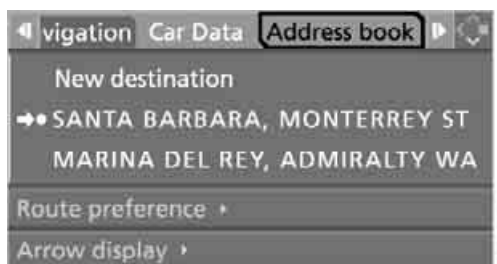 vigation Car Data Address book
New destination
SANTA BARBARA, MONTERREY ST
MARINA DEL REY, ADMIRALTY WA
Route preference
Arrow display